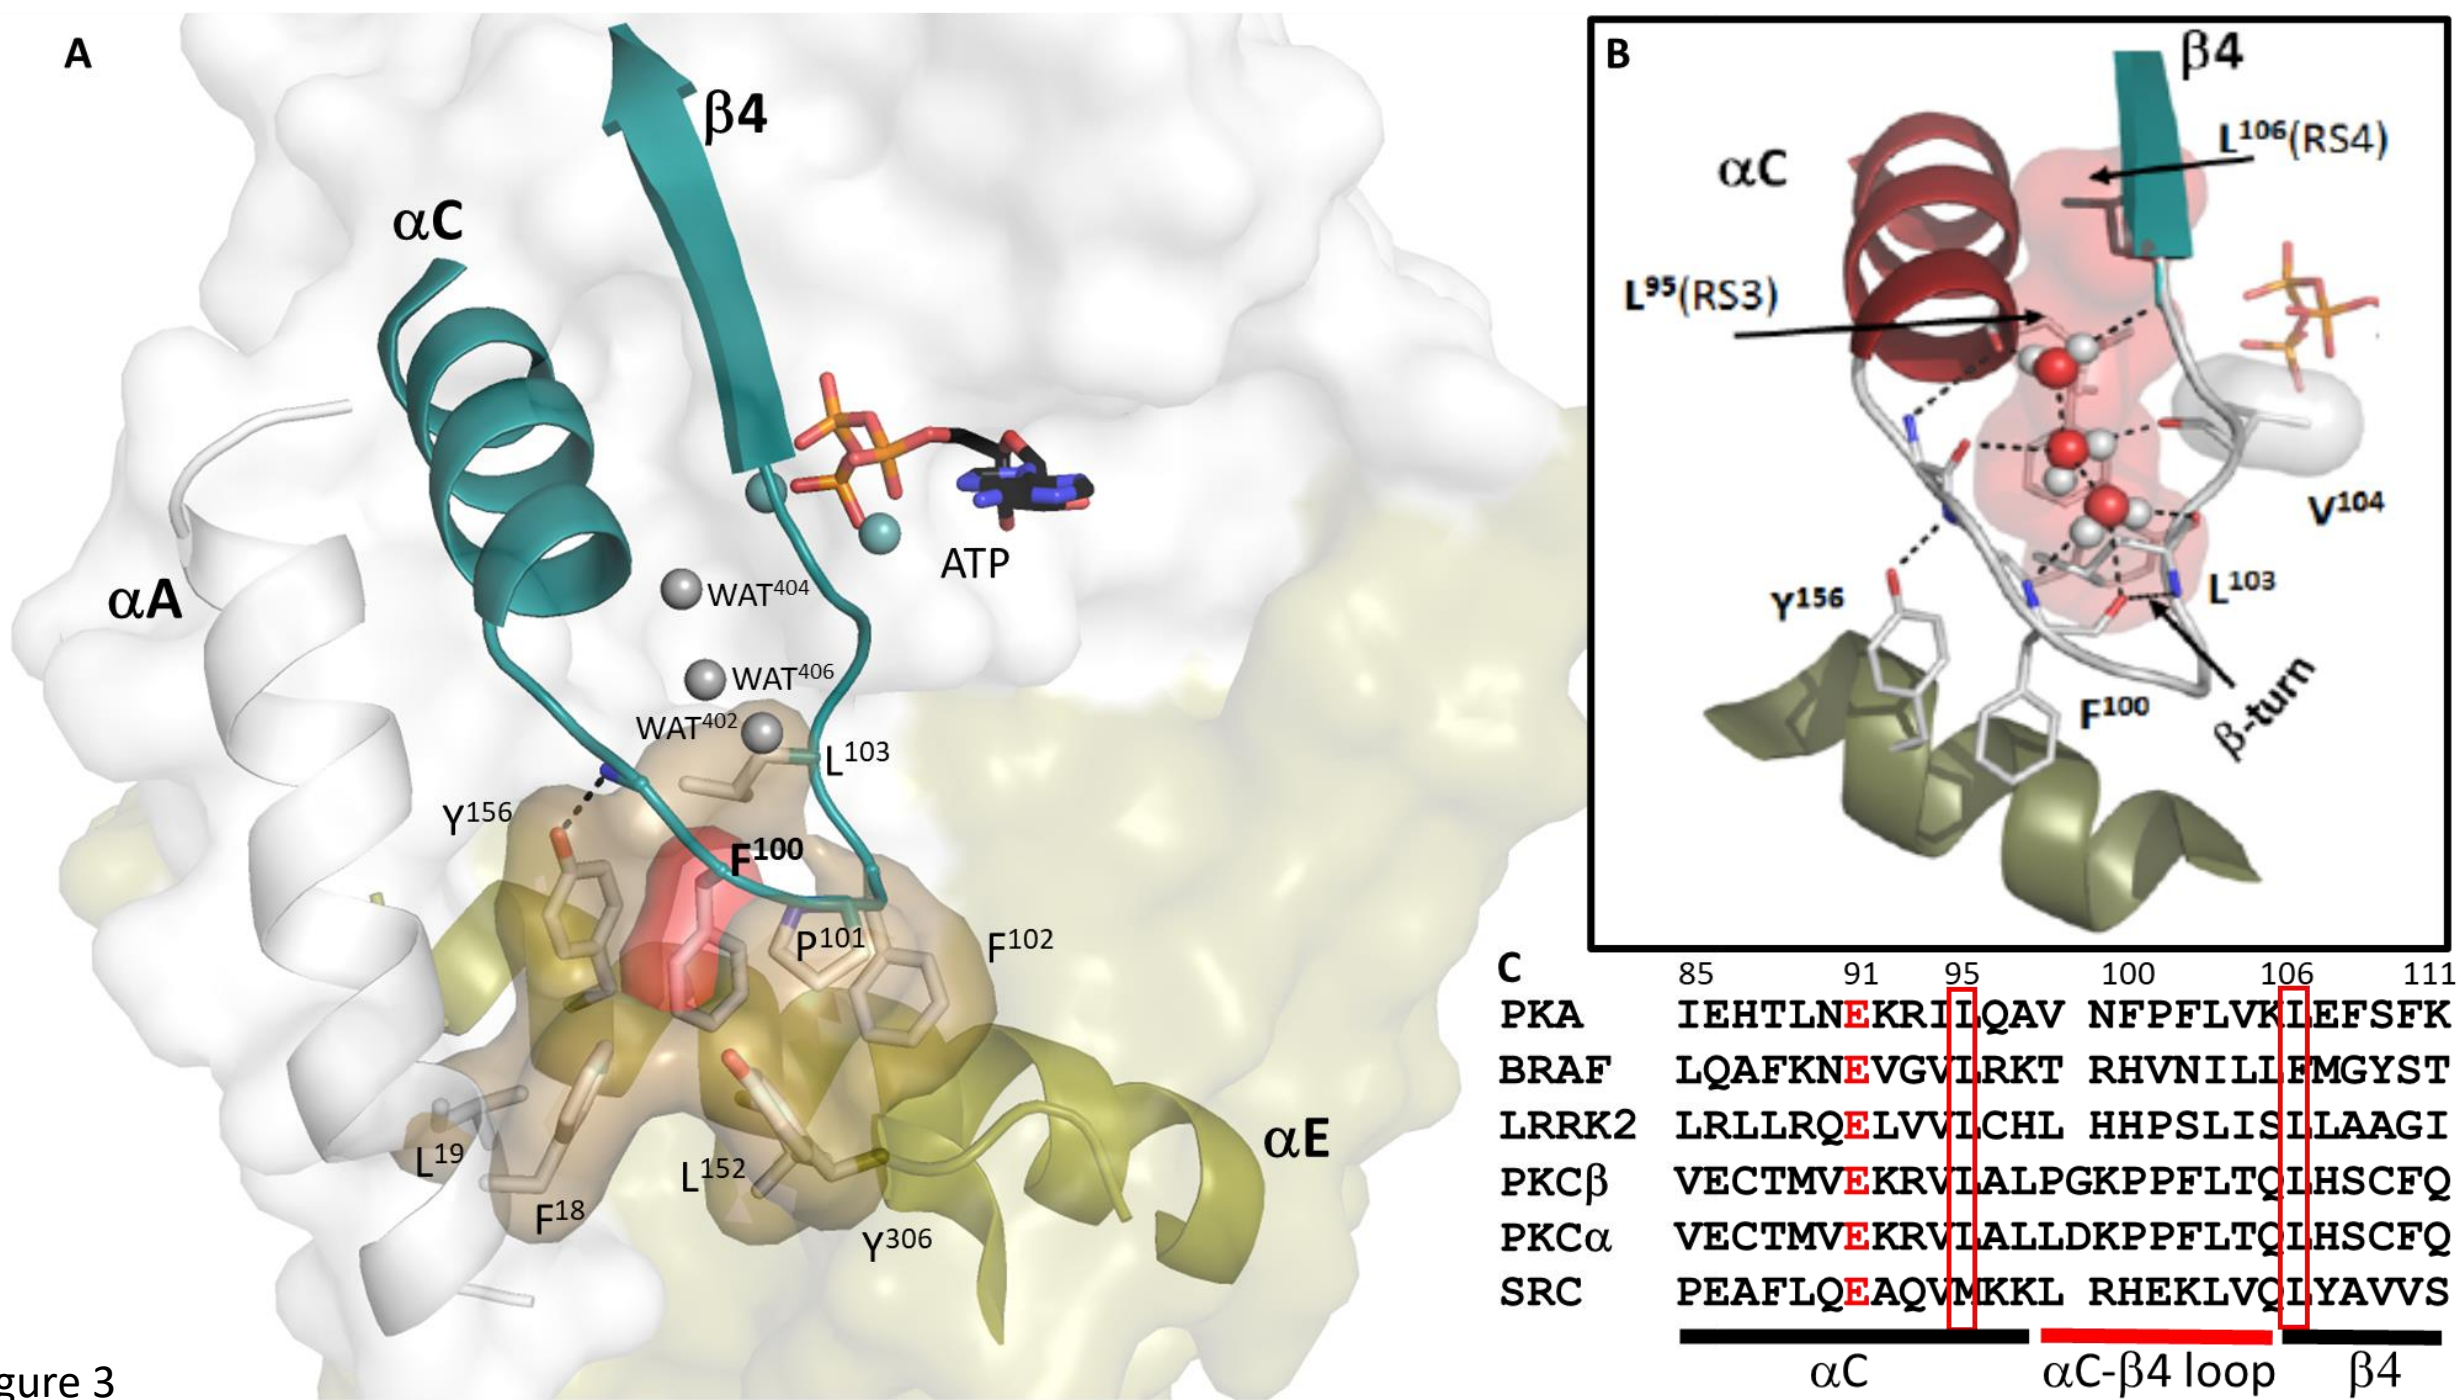 A
β4
αC
αA
ATP
WAT404
WAT406
WAT402
L103
Y156
F100
P101
F102
L19
F18
L152
Y306
αE
B
β4
L106(RS4)
αC
L95(RS3)
V104
Y156
L103
F100
β-turn
C
85 91 95 100 106 111
PKA IEHTLNEKRILQAV NFPFLVKLEFSFK
BRAF LQAFKNEVGVLRKT RHVNILLFMGYST
LRRK2 LRLLRQELVVLCHL HHPSLISLLAAGI
PKCβ VECTMVEKRVLALPGKPPFLTQLHSCFQ
PKCα VECTMVEKRVLALLDKPPFLTQLHSCFQ
SRC PEAFLQEAQVMKKL RHEKLVQLYAVVS
αC αC-β4 loop β4
gure 3